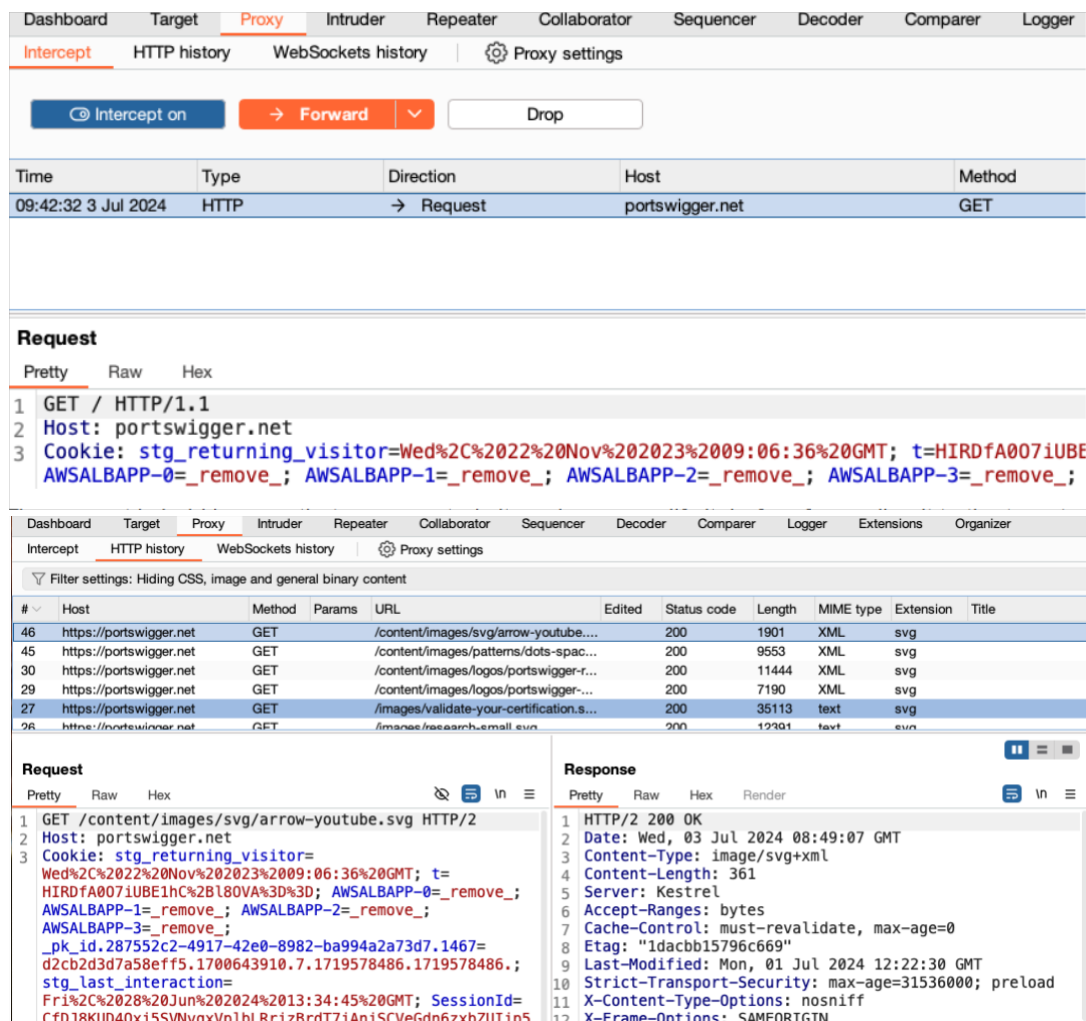 Dashboard Target Proxy Intruder Repeater Collaborator Sequencer Decoder Comparer Logger
Intercept HTTP history WebSockets history Proxy settings
Intercept on Forward Drop
Time Type Direction Host Method
09:42:32 3 Jul 2024 HTTP → Request portswigger.net GET
Request
Pretty Raw Hex
1 GET / HTTP/1.1
2 Host: portswigger.net
3 Cookie: stg_returning_visitor=Wed%2C%2022%20Nov%202023%2009:06:36%20GMT; t=HIRDfA0O7iUBE
AWSALBAPP-0=_remove_; AWSALBAPP-1=_remove_; AWSALBAPP-2=_remove_; AWSALBAPP-3=_remove_;
Dashboard Target Proxy Intruder Repeater Collaborator Sequencer Decoder Comparer Logger Extensions Organizer
Intercept HTTP history WebSockets history Proxy settings
Filter settings: Hiding CSS, image and general binary content
# Host Method Params URL Edited Status code Length MIME type Extension Title
46 https://portswigger.net GET /content/images/svg/arrow-youtube.... 200 1901 XML svg
45 https://portswigger.net GET /content/images/patterns/dots-spac... 200 9553 XML svg
30 https://portswigger.net GET /content/images/logos/portswigger-r... 200 11444 XML svg
29 https://portswigger.net GET /content/images/logos/portswigger-... 200 7190 XML svg
27 https://portswigger.net GET /images/validate-your-certification.s... 200 35113 text svg
26 https://portswigger.net GET /images/research-small.svg 200 12391 text svg
Request
Pretty Raw Hex \n
1 GET /content/images/svg/arrow-youtube.svg HTTP/2
2 Host: portswigger.net
3 Cookie: stg_returning_visitor=
Wed%2C%2022%20Nov%202023%2009:06:36%20GMT; t=
HIRDfA0O7iUBE1hC%2Bl8OVA%3D%3D; AWSALBAPP-0=_remove_;
AWSALBAPP-1=_remove_; AWSALBAPP-2=_remove_;
AWSALBAPP-3=_remove_;
_pk_id.287552c2-4917-42e0-8982-ba994a2a73d7.1467=
d2cb2d3d7a58eff5.1700643910.7.1719578486.1719578486.;
stg_last_interaction=
Fri%2C%2028%20Jun%202024%2013:34:45%20GMT; SessionId=
Response
Pretty Raw Hex Render \n
1 HTTP/2 200 OK
2 Date: Wed, 03 Jul 2024 08:49:07 GMT
3 Content-Type: image/svg+xml
4 Content-Length: 361
5 Server: Kestrel
6 Accept-Ranges: bytes
7 Cache-Control: must-revalidate, max-age=0
8 Etag: "1dacbb15796c669"
9 Last-Modified: Mon, 01 Jul 2024 12:22:30 GMT
10 Strict-Transport-Security: max-age=31536000; preload
11 X-Content-Type-Options: nosniff
12 X-Frame-Options: SAMEORIGIN